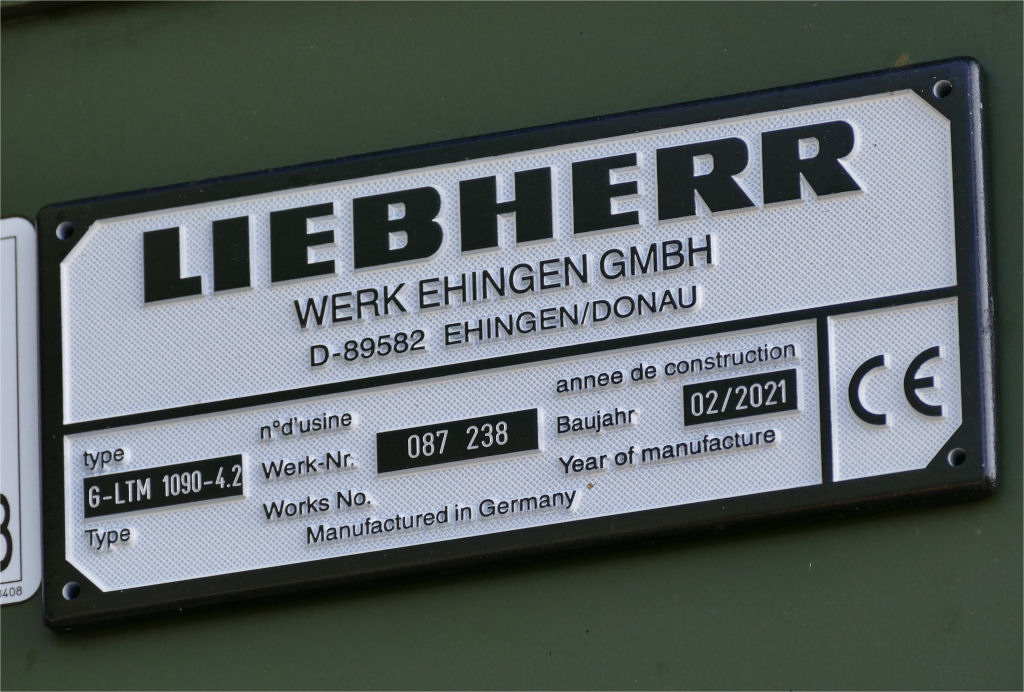 LIEBHERR
WERK EHINGEN GMBH
D-89582 EHINGEN/DONAU
type
G-LTM 1090-4.2
Type
n°d'usine
Werk-Nr.
Works No.
087 238
annee de construction
Baujahr
02/2021
Year of manufacture
Manufactured in Germany
CE